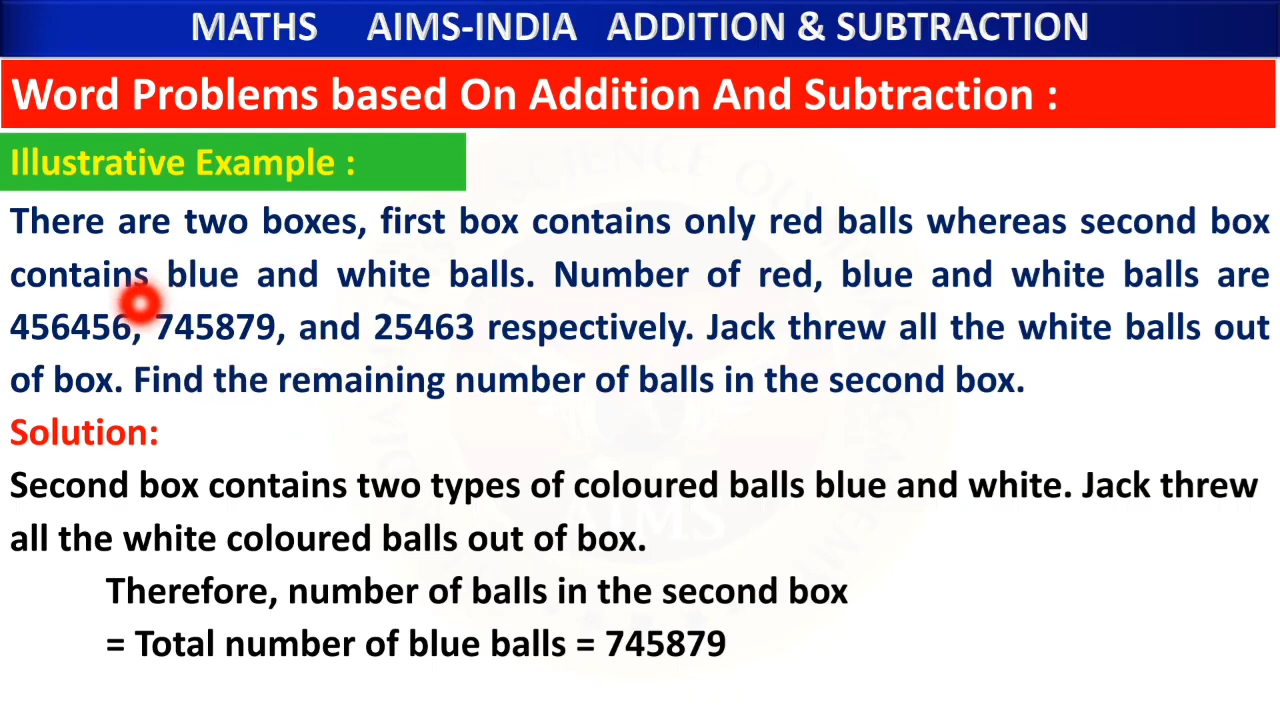 MATHS AIMS-INDIA ADDITION & SUBTRACTION
Word Problems based On Addition And Subtraction :
Illustrative Example :
There are two boxes, first box contains only red balls whereas second box
contains blue and white balls. Number of red, blue and white balls are
456456, 745879, and 25463 respectively. Jack threw all the white balls out
of box. Find the remaining number of balls in the second box.
Solution:
Second box contains two types of coloured balls blue and white. Jack threw
all the white coloured balls out of box.
Therefore, number of balls in the second box
= Total number of blue balls = 745879
AIMS